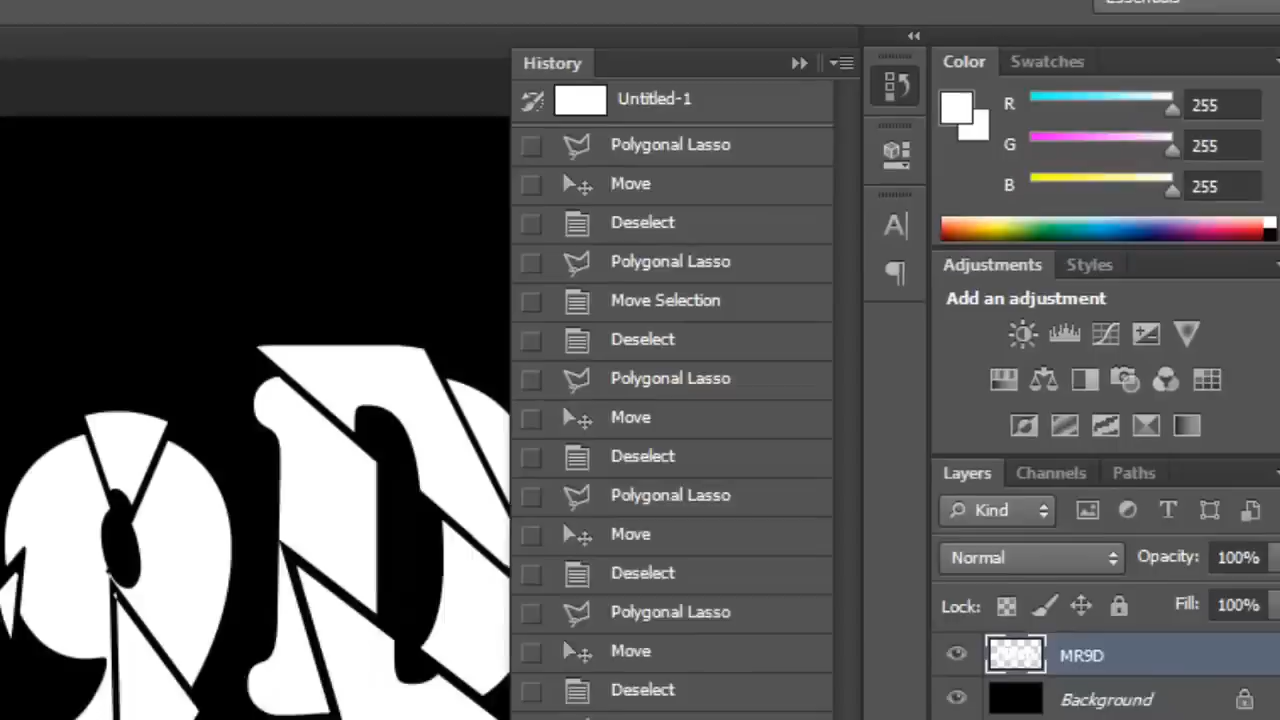 Essentials
History
Untitled-1
Polygonal Lasso
Move
Deselect
Polygonal Lasso
Move Selection
Deselect
Polygonal Lasso
Move
Deselect
Polygonal Lasso
Move
Deselect
Polygonal Lasso
Move
Deselect
9D
Color Swatches
R 255
G 255
B 255
Adjustments Styles
Add an adjustment
Layers Channels Paths
Kind
Normal Opacity: 100%
Lock: Fill: 100%
MR9D
Background